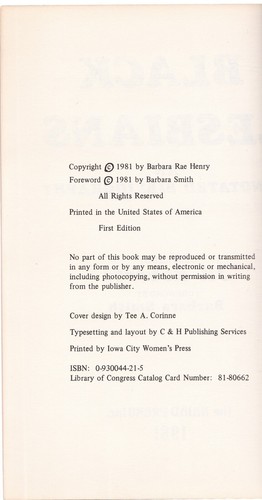 Copyright © 1981 by Barbara Rae Henry
Foreword © 1981 by Barbara Smith
All Rights Reserved
Printed in the United States of America
First Edition
No part of this book may be reproduced or transmitted
in any form or by any means, electronic or mechanical,
including photocopying, without permission in writing
from the publisher.
Cover design by Tee A. Corinne
Typesetting and layout by C & H Publishing Services
Printed by Iowa City Women's Press
ISBN: 0-930044-21-5
Library of Congress Catalog Card Number: 81-80662